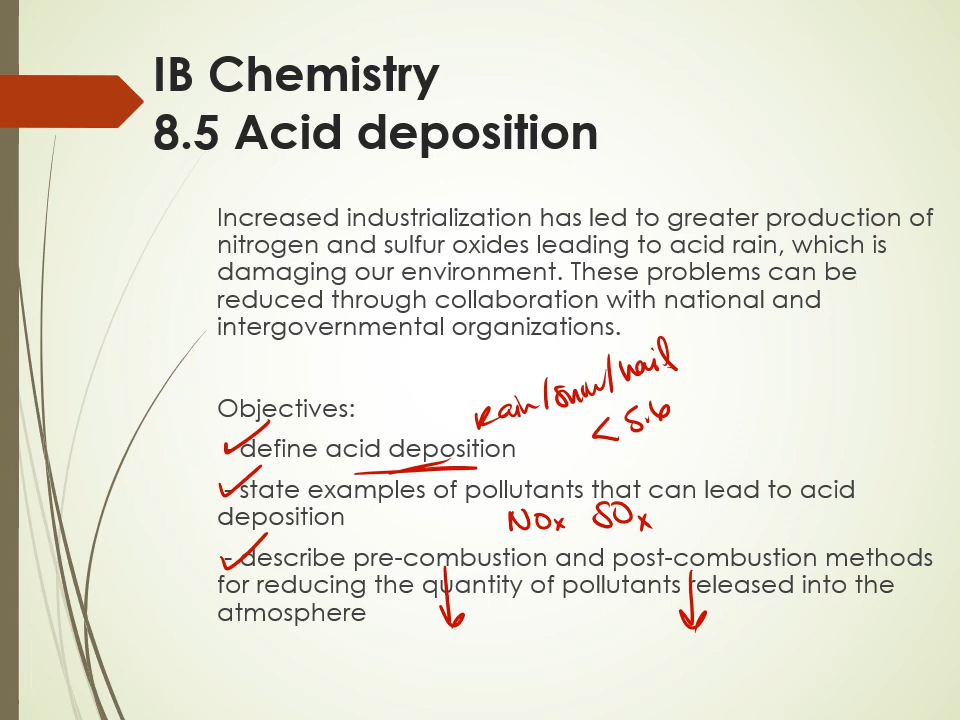 IB Chemistry
8.5 Acid deposition
Increased industrialization has led to greater production of
nitrogen and sulfur oxides leading to acid rain, which is
damaging our environment. These problems can be
reduced through collaboration with national and
intergovernmental organizations.
rain/snow/hail
Objectives:
< 5.6
- define acid deposition
- state examples of pollutants that can lead to acid
deposition
NOx SOx
- describe pre-combustion and post-combustion methods
for reducing the quantity of pollutants released into the
atmosphere